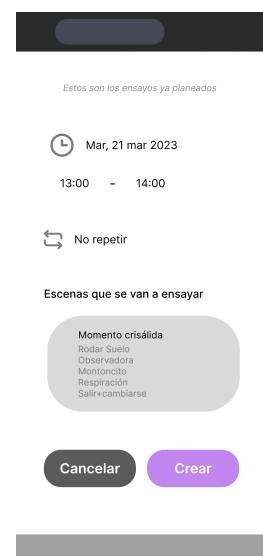 Estos son los ensayos ya planeados
Mar, 21 mar 2023
13:00 - 14:00
No repetir
Escenas que se van a ensayar
Momento crisálida
Rodar Suelo
Observadora
Montoncito
Respiración
Salir+cambiarse
Cancelar Crear